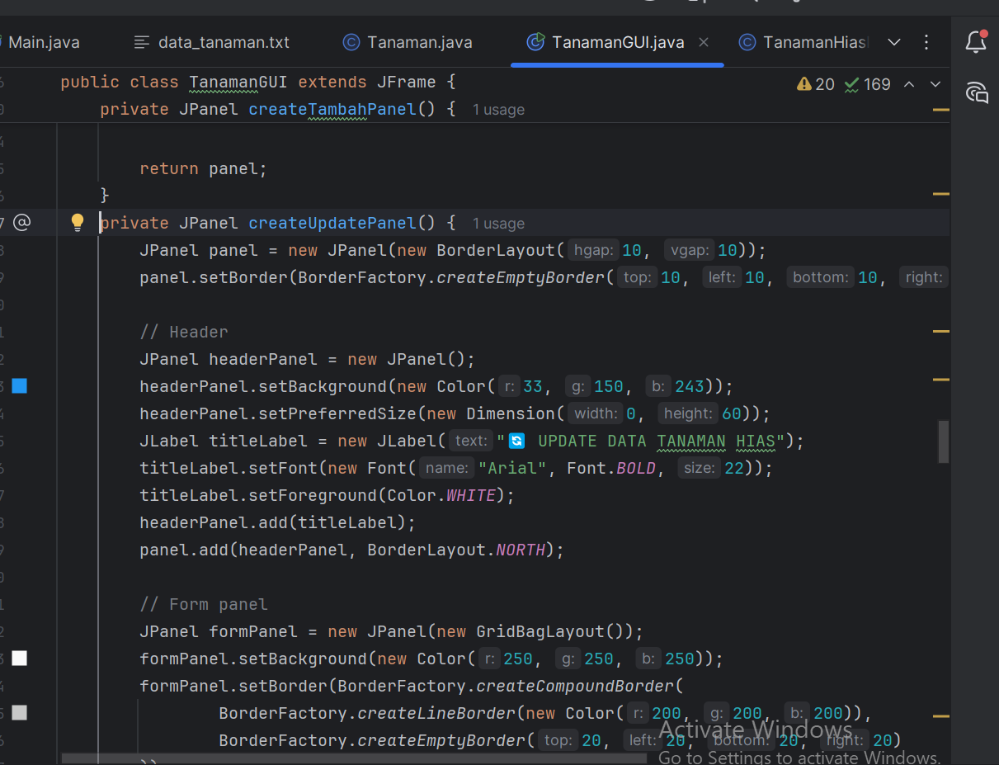 Main.java data_tanaman.txt Tanaman.java TanamanGUI.java TanamanHias
public class TanamanGUI extends JFrame { 20 169
private JPanel createTambahPanel() { 1 usage
return panel;
}
private JPanel createUpdatePanel() { 1 usage
JPanel panel = new JPanel(new BorderLayout( hgap: 10, vgap: 10));
panel.setBorder(BorderFactory.createEmptyBorder( top: 10, left: 10, bottom: 10, right:
// Header
JPanel headerPanel = new JPanel();
headerPanel.setBackground(new Color( r: 33, g: 150, b: 243));
headerPanel.setPreferredSize(new Dimension( width: 0, height: 60));
JLabel titleLabel = new JLabel( text: "🔄 UPDATE DATA TANAMAN HIAS");
titleLabel.setFont(new Font( name: "Arial", Font.BOLD, size: 22));
titleLabel.setForeground(Color.WHITE);
headerPanel.add(titleLabel);
panel.add(headerPanel, BorderLayout.NORTH);
// Form panel
JPanel formPanel = new JPanel(new GridBagLayout());
formPanel.setBackground(new Color( r: 250, g: 250, b: 250));
formPanel.setBorder(BorderFactory.createCompoundBorder(
BorderFactory.createLineBorder(new Color( r: 200, g: 200, b: 200)),
BorderFactory.createEmptyBorder( top: 20, left: 20, bottom: 20, right: 20)
Activate Windows
Go to Settings to activate Windows.